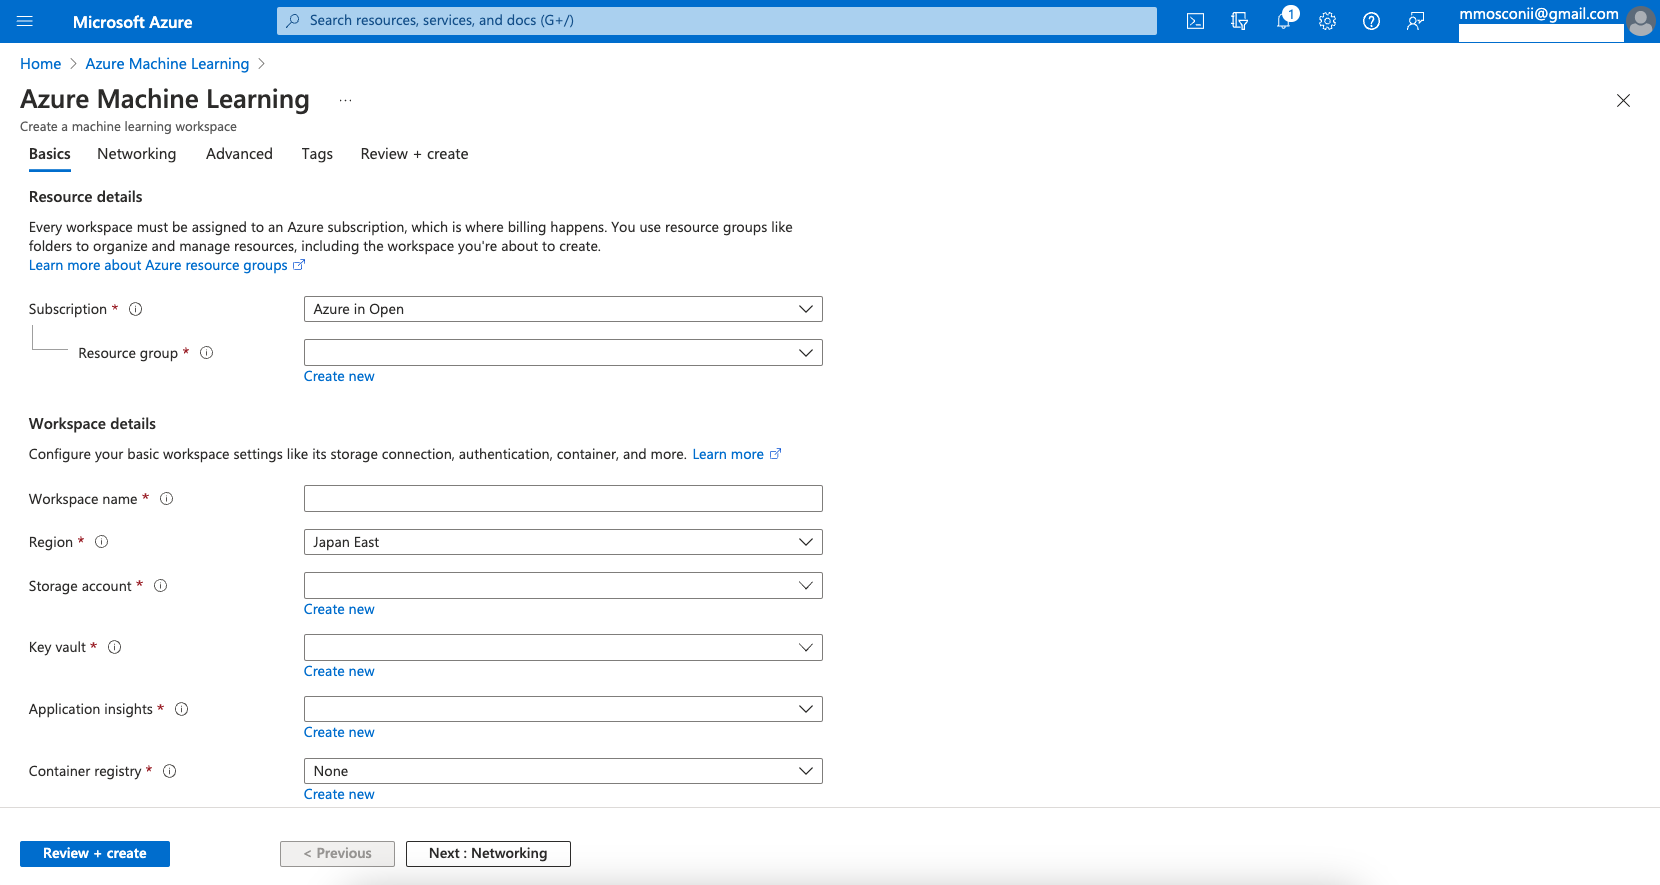 Microsoft Azure
Search resources, services, and docs (G+/)
1
mmosconii@gmail.com
Home > Azure Machine Learning >
Azure Machine Learning ...
Create a machine learning workspace
Basics Networking Advanced Tags Review + create
Resource details
Every workspace must be assigned to an Azure subscription, which is where billing happens. You use resource groups like
folders to organize and manage resources, including the workspace you're about to create.
Learn more about Azure resource groups
Subscription * Azure in Open
Resource group *
Create new
Workspace details
Configure your basic workspace settings like its storage connection, authentication, container, and more. Learn more
Workspace name *
Region * Japan East
Storage account *
Create new
Key vault *
Create new
Application insights *
Create new
Container registry * None
Create new
Review + create < Previous Next : Networking